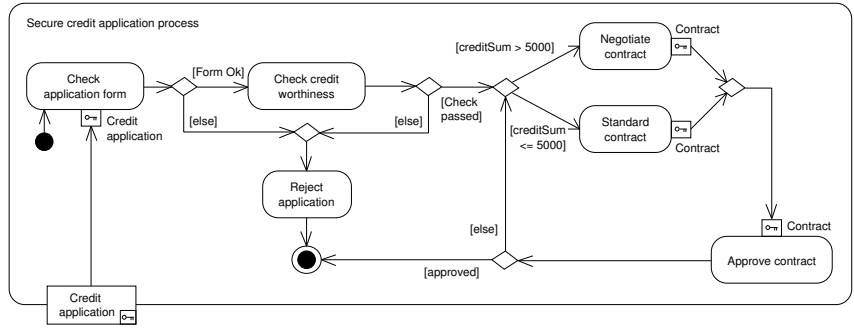 Secure credit application process
Check
application form
Credit
application
[Form Ok]
[else]
Check credit
worthiness
[else]
[Check
passed]
Reject
application
[creditSum > 5000]
[creditSum
<= 5000]
Negotiate
contract
Contract
Standard
contract
Contract
Contract
Approve contract
[else]
[approved]
Credit
application